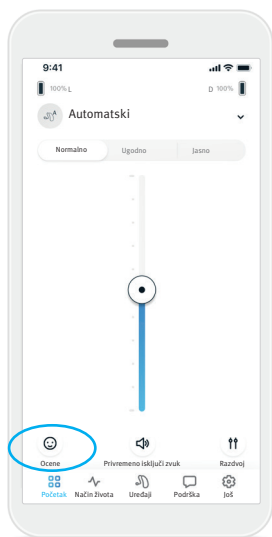 9:41
100% L
D 100%
Automatski
Normalno Ugodno Jasno
Ocene Privremeno isključi zvuk Razdvoj
Početak Način života Uređaji Podrška Još